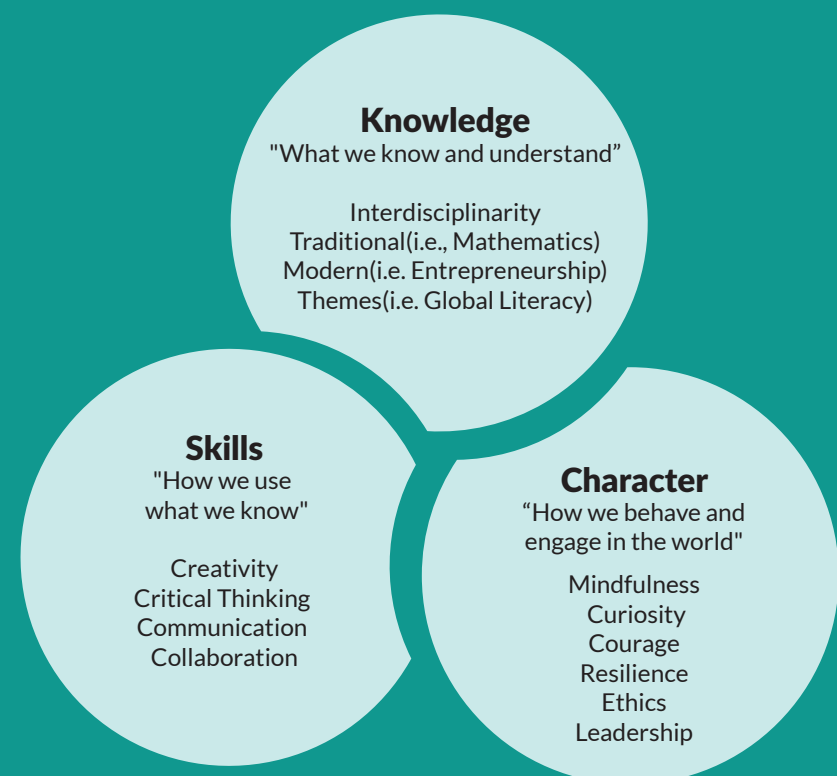 Knowledge
"What we know and understand”
Interdisciplinarity
Traditional(i.e., Mathematics)
Modern(i.e. Entrepreneurship)
Themes(i.e. Global Literacy)
Skills
"How we use
what we know"
Creativity
Critical Thinking
Communication
Collaboration
Character
“How we behave and
engage in the world"
Mindfulness
Curiosity
Courage
Resilience
Ethics
Leadership